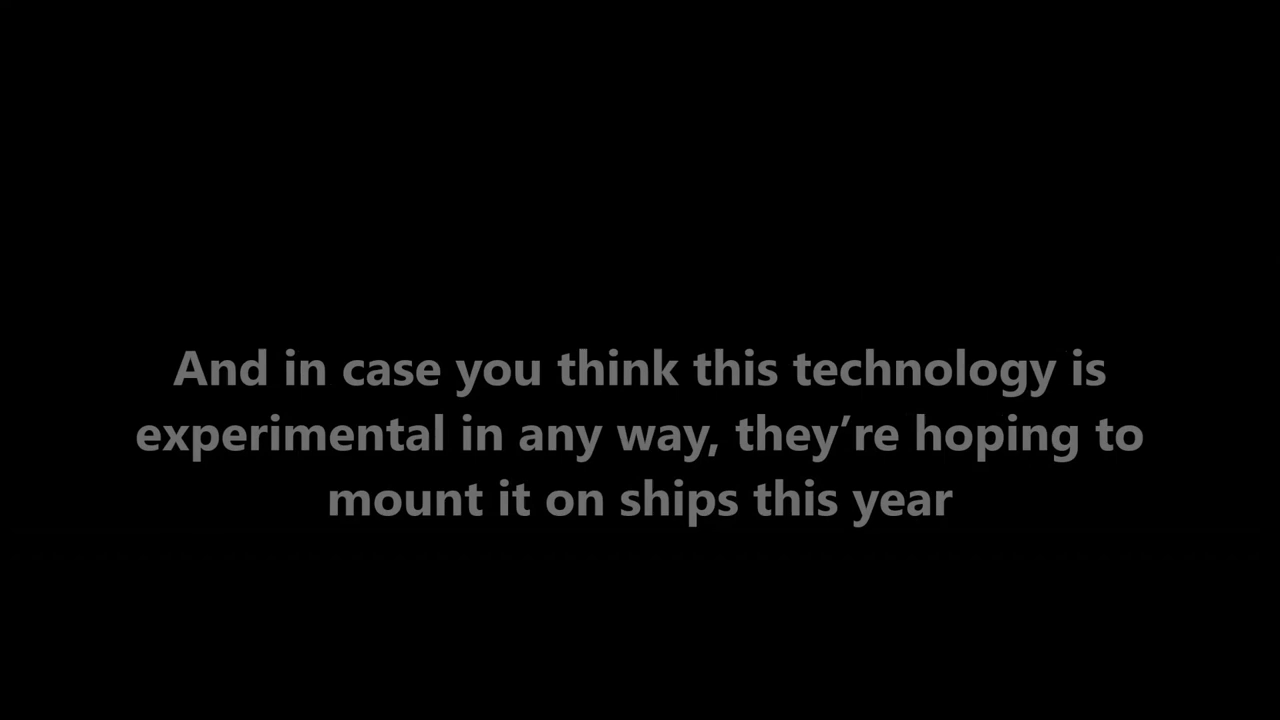 And in case you think this technology is
experimental in any way, they’re hoping to
mount it on ships this year